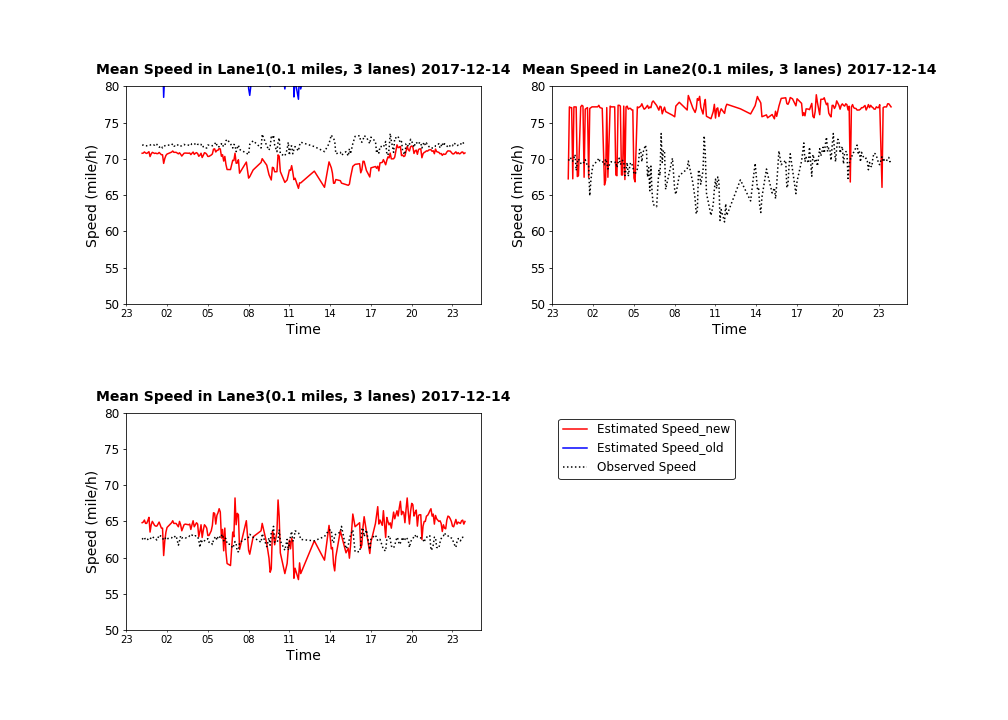 Mean Speed in Lane1(0.1 miles, 3 lanes) 2017-12-14
80
75
70
65
60
55
50
Speed (mile/h)
23 02 05 08 11 14 17 20 23
Time
Mean Speed in Lane2(0.1 miles, 3 lanes) 2017-12-14
80
75
70
65
60
55
50
Speed (mile/h)
23 02 05 08 11 14 17 20 23
Time
Mean Speed in Lane3(0.1 miles, 3 lanes) 2017-12-14
80
75
70
65
60
55
50
Speed (mile/h)
23 02 05 08 11 14 17 20 23
Time
Estimated Speed_new
Estimated Speed_old
Observed Speed